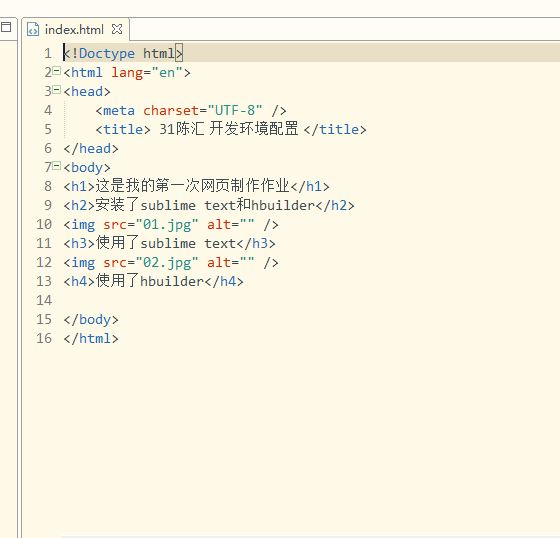 index.html
1 <!Doctype html>
2 <html lang="en">
3 <head>
4 <meta charset="UTF-8" />
5 <title> 31陈汇 开发环境配置 </title>
6 </head>
7 <body>
8 <h1>这是我的第一次网页制作作业</h1>
9 <h2>安装了sublime text和hbuilder</h2>
10 <img src="01.jpg" alt="" />
11 <h3>使用了sublime text</h3>
12 <img src="02.jpg" alt="" />
13 <h4>使用了hbuilder</h4>
14
15 </body>
16 </html>